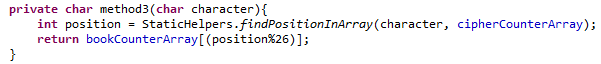 private char method3(char character){
int position = StaticHelpers.findPositionInArray(character, cipherCounterArray);
return bookCounterArray[(position%26)];
}